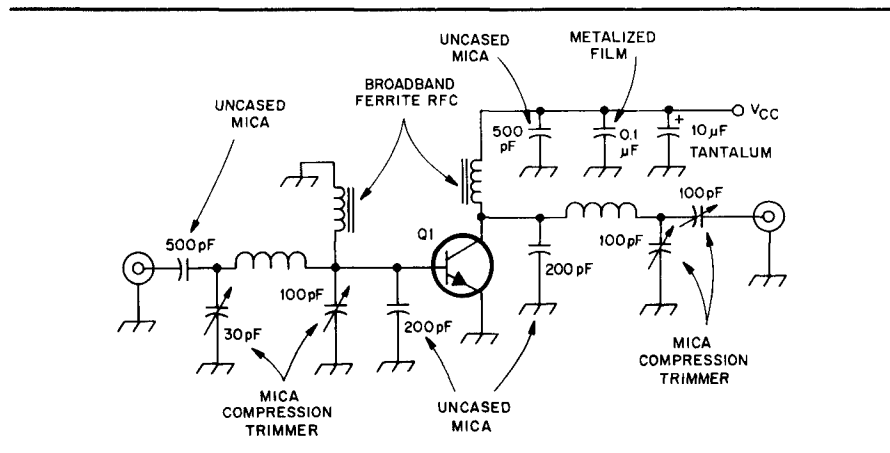 UNCASED
MICA
METALIZED
FILM
BROADBAND
FERRITE RFC
UNCASED
MICA
VCC
500
pF
0.1
µF
+
10µF
TANTALUM
500pF
Q1
100pF
100pF
200pF
30pF
100pF
200pF
MICA
COMPRESSION
TRIMMER
UNCASED
MICA
MICA
COMPRESSION
TRIMMER